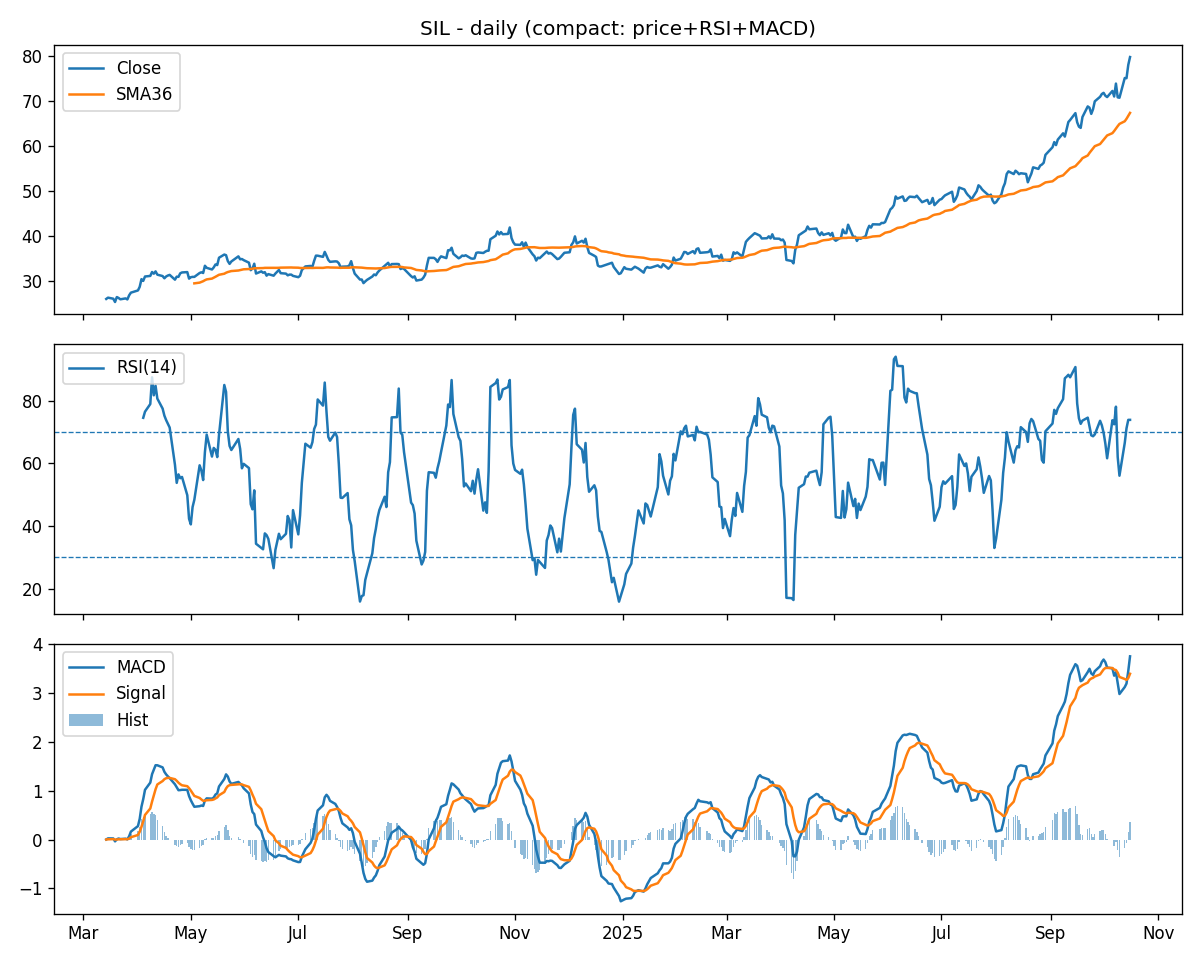 SIL - daily (compact: price+RSI+MACD)
Close
SMA36
80
70
60
50
40
30
RSI(14)
80
60
40
20
MACD
Signal
Hist
4
3
2
1
0
−1
Mar May Jul Sep Nov 2025 Mar May Jul Sep Nov